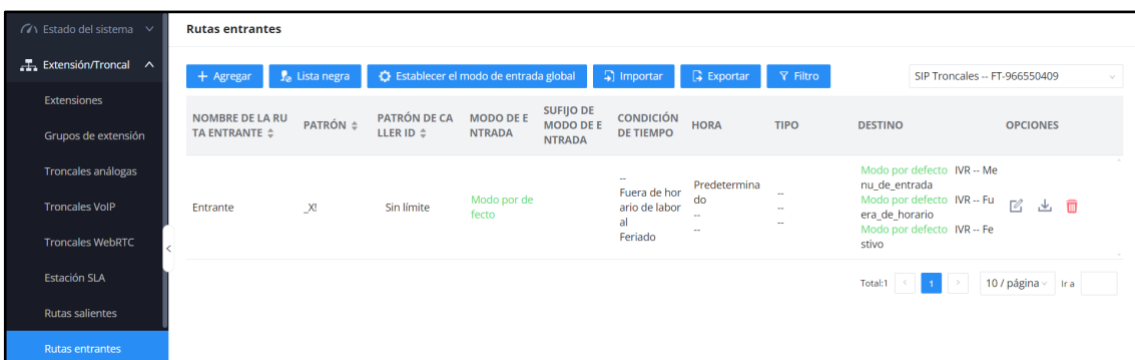 Estado del sistema
Extensión/Troncal
Extensiones
Grupos de extensión
Troncales análogas
Troncales VoIP
Troncales WebRTC
Estación SLA
Rutas salientes
Rutas entrantes
Rutas entrantes
+ Agregar
Lista negra
Establecer el modo de entrada global
Importar
Exportar
Filtro
SIP Troncales -- FT-966550409
NOMBRE DE LA RU
TA ENTRANTE
PATRÓN
PATRÓN DE CA
LLER ID
MODO DE E
NTRADA
SUFIJO DE
MODO DE E
NTRADA
CONDICIÓN
DE TIEMPO
HORA
TIPO
DESTINO
OPCIONES
Entrante
_X!
Sin límite
Modo por de
fecto
--
Fuera de hor
ario de labor
al
Feriado
Predetermina
do
--
--
--
--
--
Modo por defecto IVR -- Me
nu_de_entrada
Modo por defecto IVR -- Fu
era_de_horario
Modo por defecto IVR -- Fe
stivo
Total:1 < 1 > 10 / página Ir a